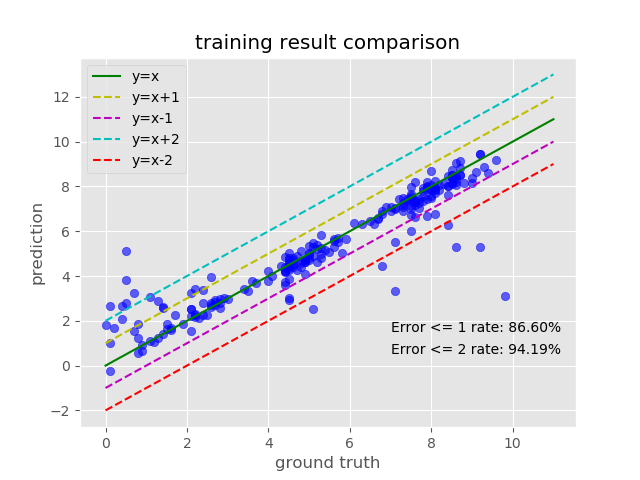 training result comparison
y=x
y=x+1
y=x-1
y=x+2
y=x-2
12
10
8
6
4
2
0
−2
prediction
Error <= 1 rate: 86.60%
Error <= 2 rate: 94.19%
0 2 4 6 8 10
ground truth